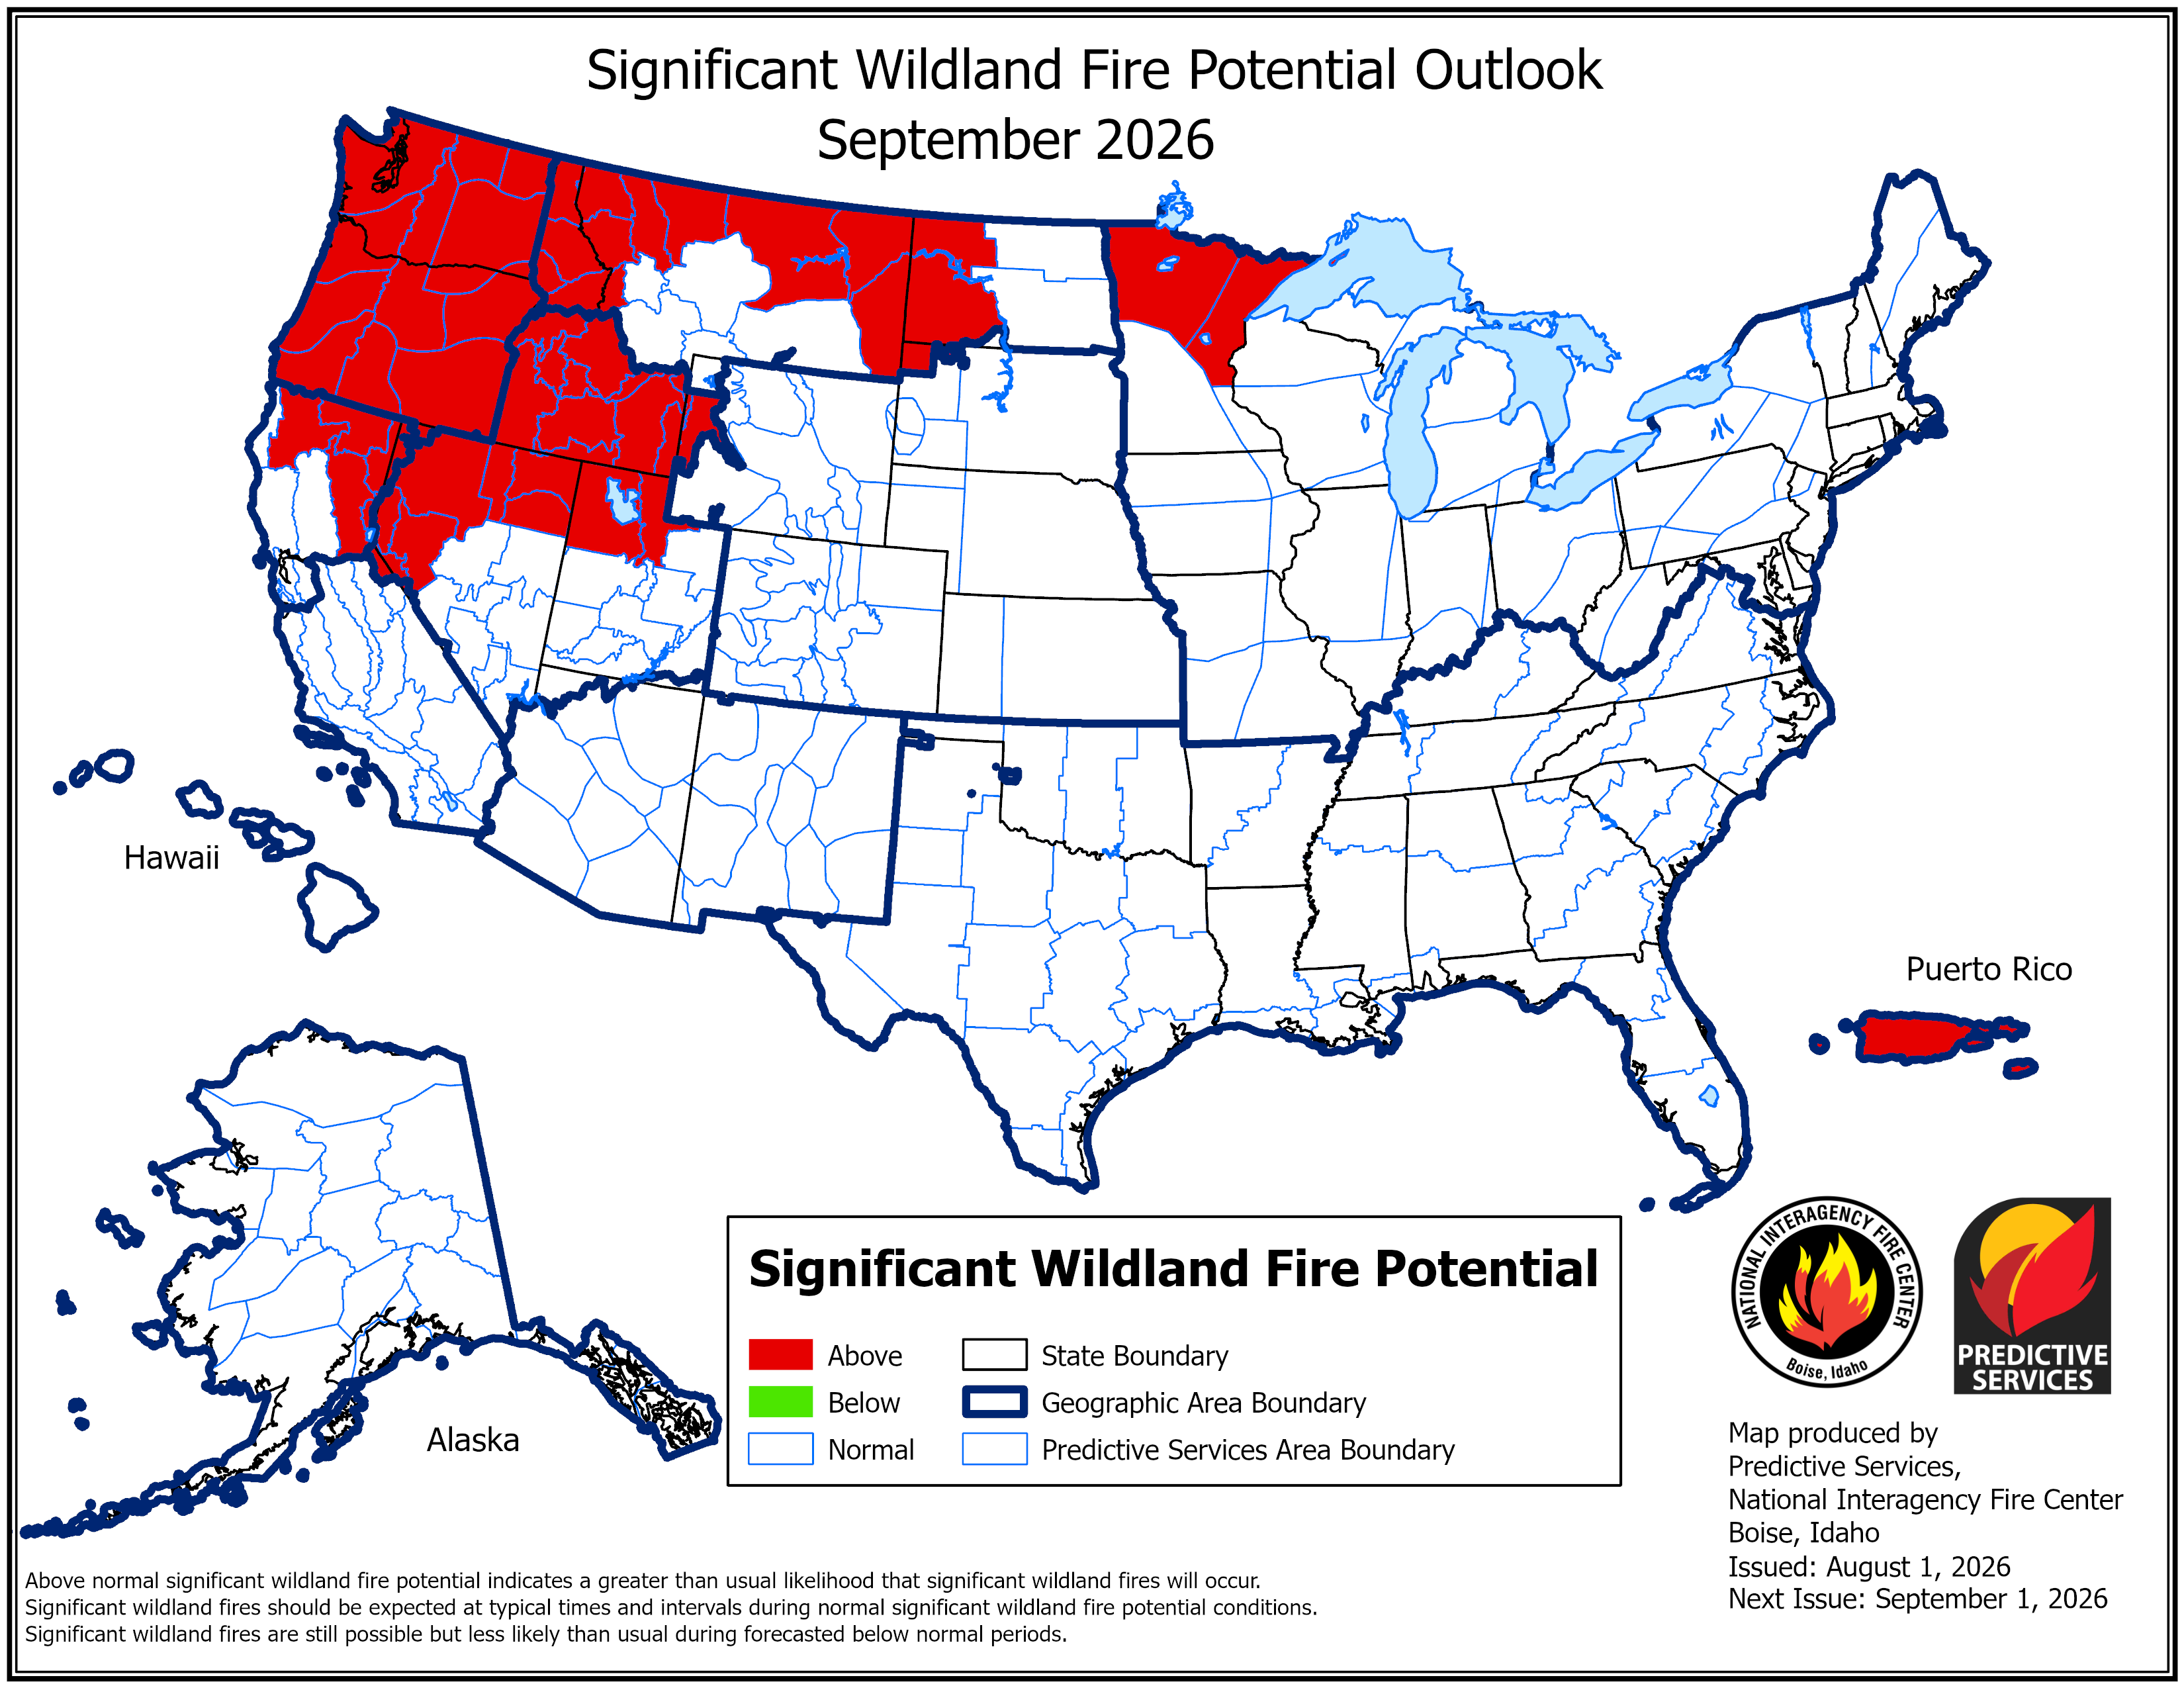 Significant Wildland Fire Potential Outlook
September 2026
Hawaii
Puerto Rico
Alaska
Significant Wildland Fire Potential
Above
Below
Normal
State Boundary
Geographic Area Boundary
Predictive Services Area Boundary
NATIONAL INTERAGENCY FIRE CENTER
Boise, Idaho
PREDICTIVE
SERVICES
Map produced by
Predictive Services,
National Interagency Fire Center
Boise, Idaho
Issued: August 1, 2026
Next Issue: September 1, 2026
Above normal significant wildland fire potential indicates a greater than usual likelihood that significant wildland fires will occur.
Significant wildland fires should be expected at typical times and intervals during normal significant wildland fire potential conditions.
Significant wildland fires are still possible but less likely than usual during forecasted below normal periods.